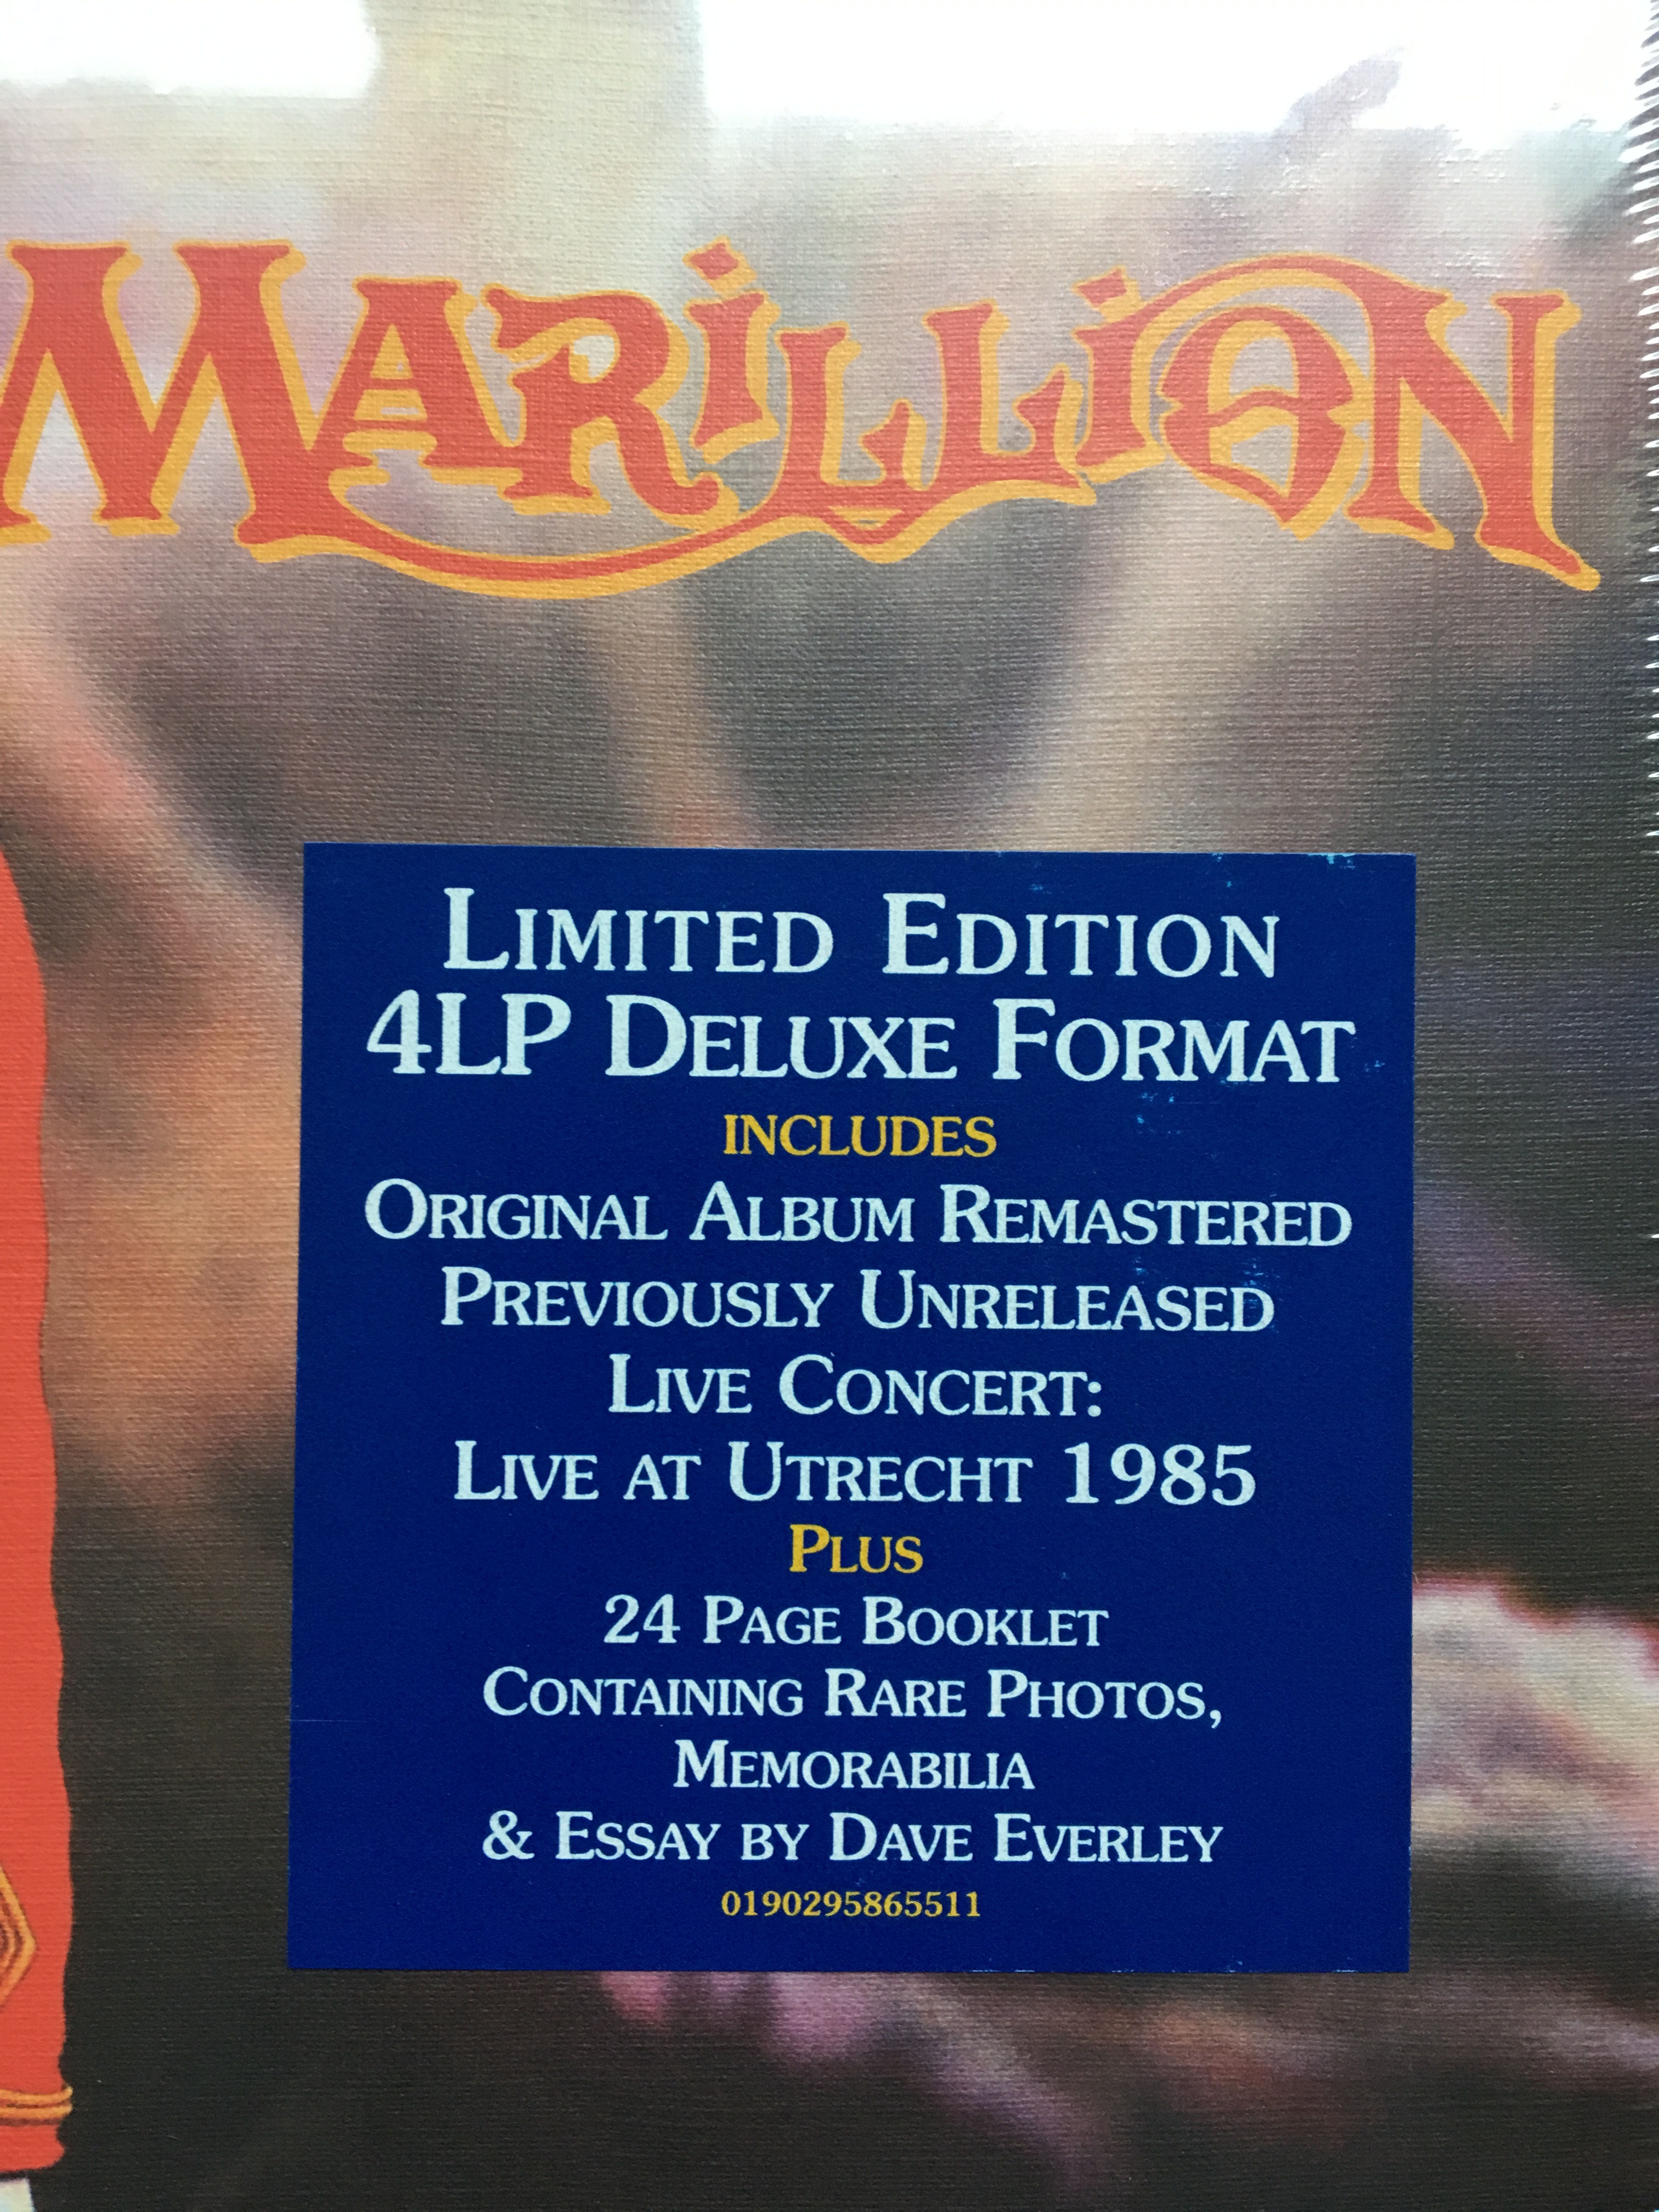 MARiLLiON
LIMITED EDITION
4LP DELUXE FORMAT
INCLUDES
ORIGINAL ALBUM REMASTERED
PREVIOUSLY UNRELEASED
LIVE CONCERT:
LIVE AT UTRECHT 1985
PLUS
24 PAGE BOOKLET
CONTAINING RARE PHOTOS,
MEMORABILIA
& ESSAY BY DAVE EVERLEY
0190295865511